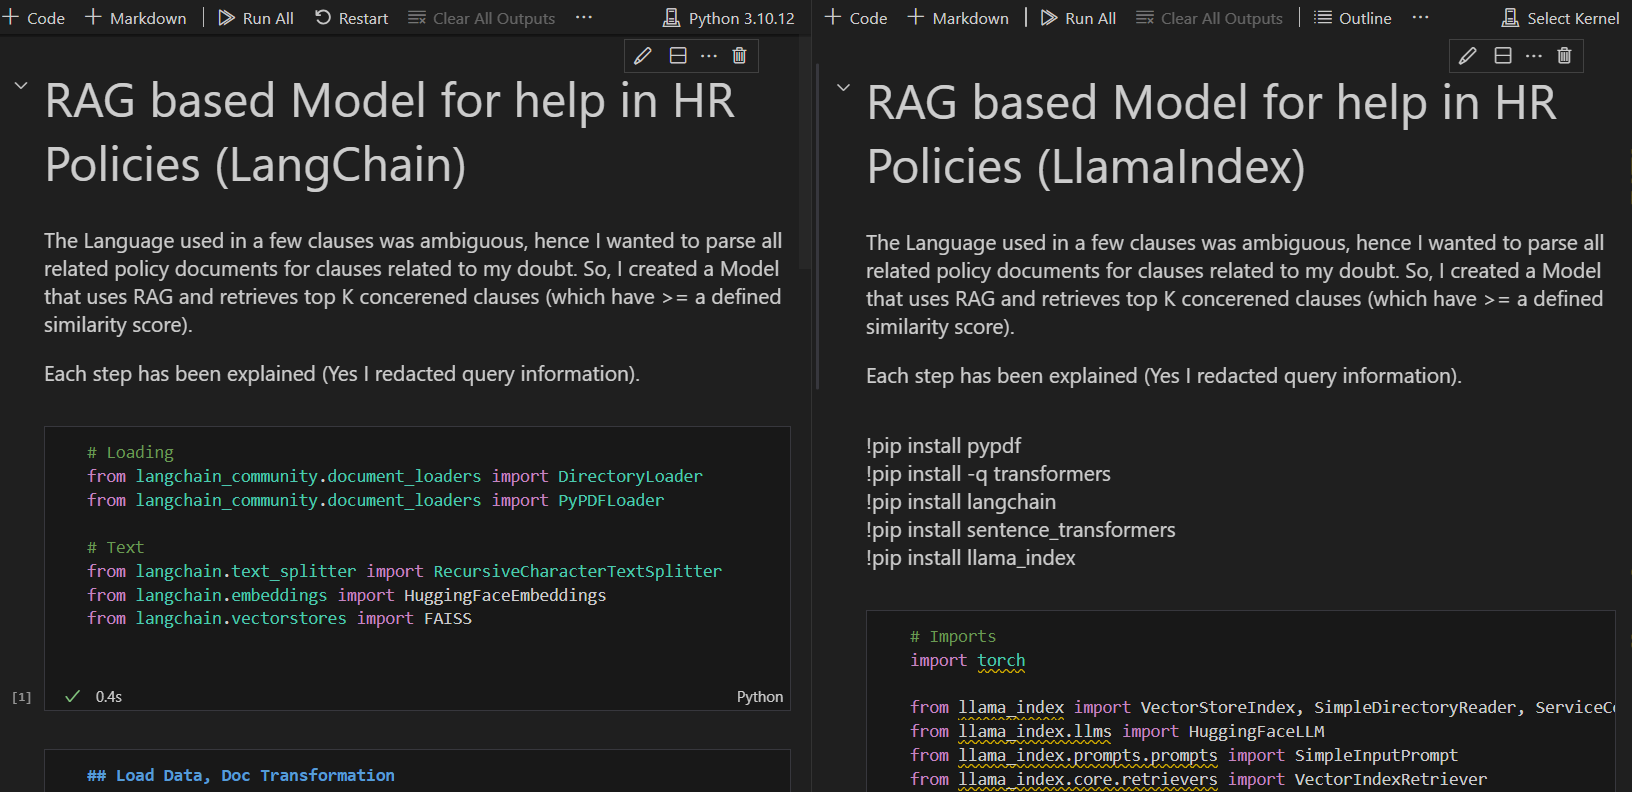 Code Markdown Run All Restart Clear All Outputs ... Python 3.10.12
RAG based Model for help in HR
Policies (LangChain)
The Language used in a few clauses was ambiguous, hence I wanted to parse all
related policy documents for clauses related to my doubt. So, I created a Model
that uses RAG and retrieves top K concerened clauses (which have >= a defined
similarity score).
Each step has been explained (Yes I redacted query information).
# Loading
from langchain_community.document_loaders import DirectoryLoader
from langchain_community.document_loaders import PyPDFLoader
# Text
from langchain.text_splitter import RecursiveCharacterTextSplitter
from langchain.embeddings import HuggingFaceEmbeddings
from langchain.vectorstores import FAISS
[1] 0.4s Python
## Load Data, Doc Transformation
Code Markdown Run All Clear All Outputs Outline ... Select Kernel
RAG based Model for help in HR
Policies (LlamaIndex)
The Language used in a few clauses was ambiguous, hence I wanted to parse all
related policy documents for clauses related to my doubt. So, I created a Model
that uses RAG and retrieves top K concerened clauses (which have >= a defined
similarity score).
Each step has been explained (Yes I redacted query information).
!pip install pypdf
!pip install -q transformers
!pip install langchain
!pip install sentence_transformers
!pip install llama_index
# Imports
import torch
from llama_index import VectorStoreIndex, SimpleDirectoryReader, ServiceC
from llama_index.llms import HuggingFaceLLM
from llama_index.prompts.prompts import SimpleInputPrompt
from llama_index.core.retrievers import VectorIndexRetriever